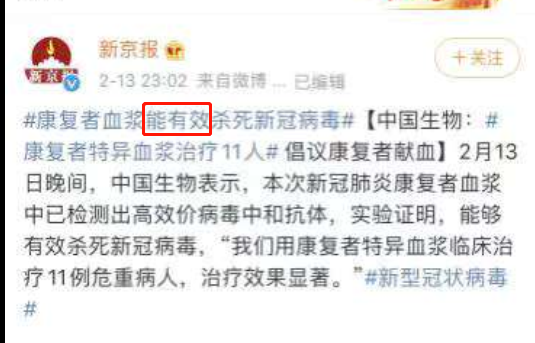 新京报
2-13 23:02 来自微博 ... 已编辑
+关注
新京报
#康复者血浆能有效杀死新冠病毒#【中国生物：#
康复者特异血浆治疗11人# 倡议康复者献血】2月13
日晚间，中国生物表示，本次新冠肺炎康复者血浆
中已检测出高效价病毒中和抗体，实验证明，能够
有效杀死新冠病毒，“我们用康复者特异血浆临床治
疗11例危重病人，治疗效果显著。”#新型冠状病毒
#